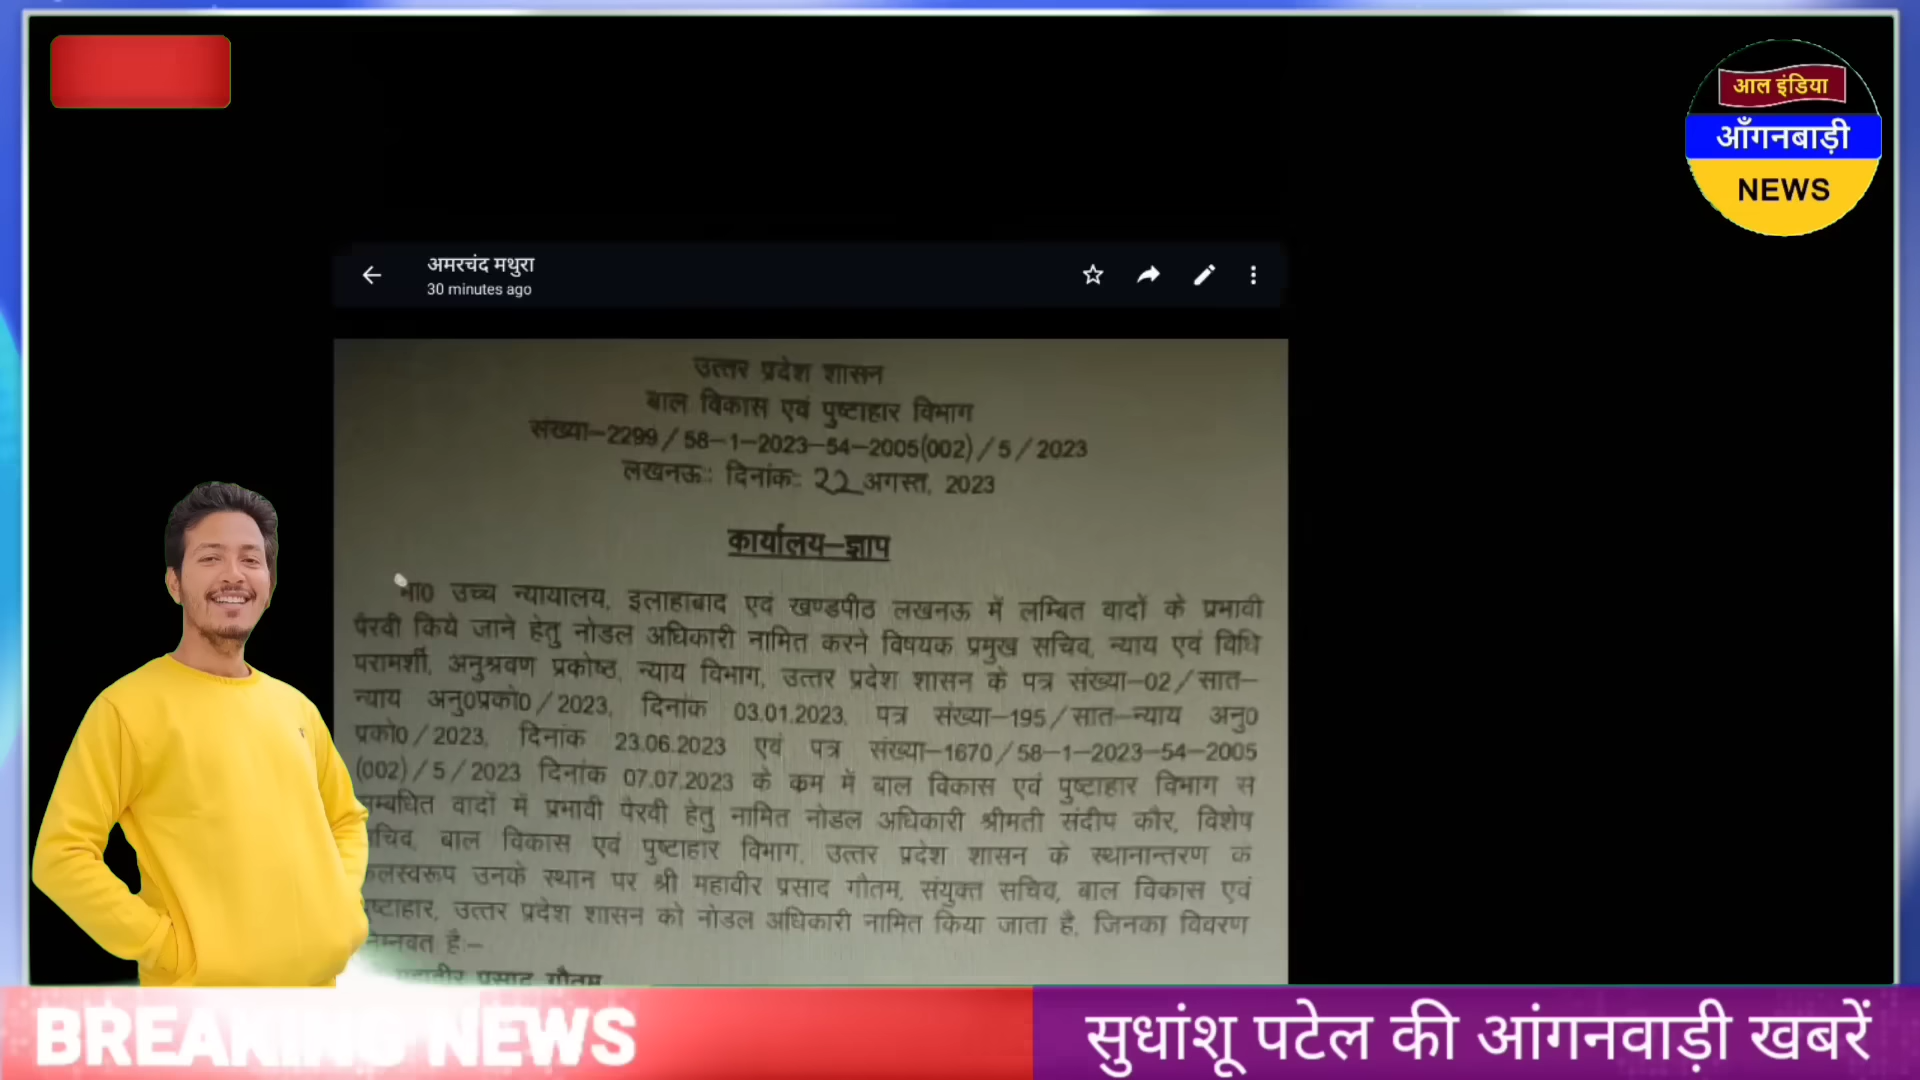 आल इंडिया
आँगनबाड़ी
NEWS
अमरचंद मथुरा
30 minutes ago
उत्तर प्रदेश शासन
बाल विकास एवं पुष्टाहार विभाग
संख्या-2299/58-1-2023-54-2005(002)/5/2023
लखनऊः दिनांकः 22 अगस्त, 2023
कार्यालय-ज्ञाप
मा0 उच्च न्यायालय, इलाहाबाद एवं खण्डपीठ लखनऊ में लम्बित वादों के प्रभावी
पैरवी किये जाने हेतु नोडल अधिकारी नामित करने विषयक प्रमुख सचिव, न्याय एवं विधि
परामर्शी, अनुश्रवण प्रकोष्ठ, न्याय विभाग, उत्तर प्रदेश शासन के पत्र संख्या-02/सात-
न्याय अनु0प्रको0/2023, दिनांक 03.01.2023, पत्र संख्या-195/सात-न्याय अनु0
प्रको0/2023, दिनांक 23.06.2023 एवं पत्र संख्या-1670/58-1-2023-54-2005
(002)/5/2023 दिनांक 07.07.2023 के कम में बाल विकास एवं पुष्टाहार विभाग से
म्बधित वादों में प्रभावी पैरवी हेतु नामित नोडल अधिकारी श्रीमती संदीप कौर, विशेष
चिव, बाल विकास एवं पुष्टाहार विभाग, उत्तर प्रदेश शासन के स्थानान्तरण के
लस्वरूप उनके स्थान पर श्री महावीर प्रसाद गौतम, संयुक्त सचिव, बाल विकास एवं
ष्टाहार, उत्तर प्रदेश शासन को नोडल अधिकारी नामित किया जाता है, जिनका विवरण
म्नवत है:-
महावीर प्रसाद गौतम
BREAKING NEWS
सुधांशू पटेल की आंगनवाड़ी खबरें